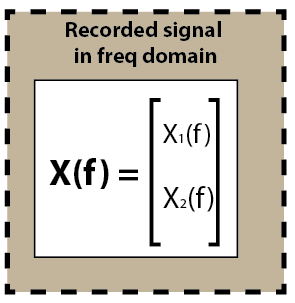 Recorded signal
in freq domain
X(f) =
X₁(f)
X₂(f)